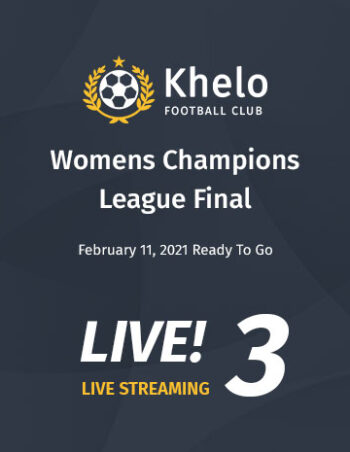 Khelo
FOOTBALL CLUB
Womens Champions
League Final
February 11, 2021 Ready To Go
LIVE! 3
LIVE STREAMING